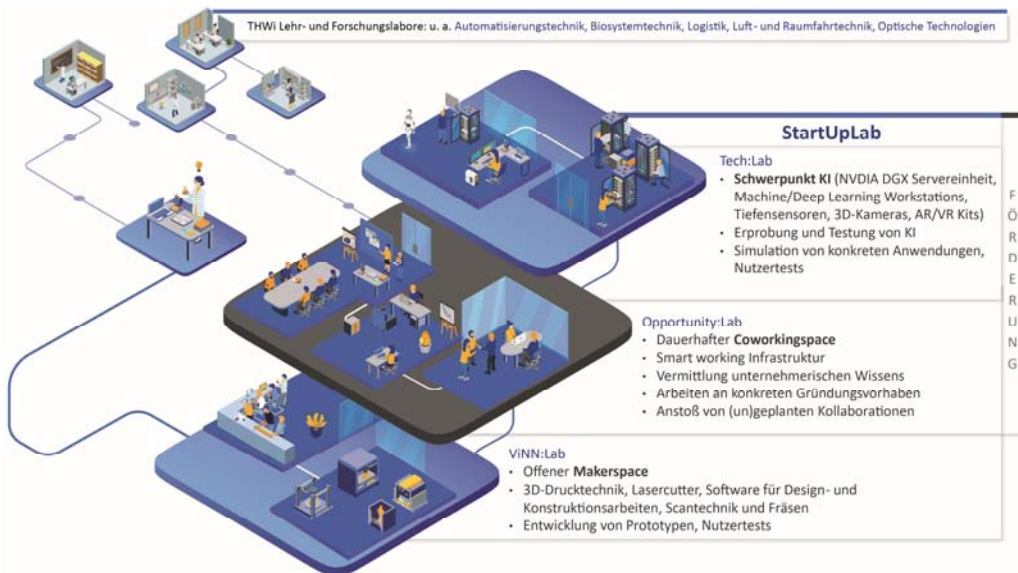 THWi Lehr- und Forschungslabore: u. a. Automatisierungstechnik, Biosystemtechnik, Logistik, Luft - und Raumfahrtechnik, Optische Technologien
StartUpLab
Tech:Lab
• Schwerpunkt KI (NVDIA DGX Servereinheit,
Machine/Deep Learning Workstations,
Tiefensensoren, 3D-Kameras, AR/VR Kits)
• Erprobung und Testung von KI
• Simulation von konkreten Anwendungen,
Nutzertests
Opportunity:Lab
• Dauerhafter Coworkingspace
• Smart working Infrastruktur
• Vermittlung unternehmerischen Wissens
• Arbeiten an konkreten Gründungsvorhaben
• Anstoß von (un)geplanten Kollaborationen
ViNN:Lab
• Offener Makerspace
• 3D-Drucktechnik, Lasercutter, Software für Design- und
Konstruktionsarbeiten, Scantechnik und Fräsen
• Entwicklung von Prototypen, Nutzertests
FÖRDERUNG